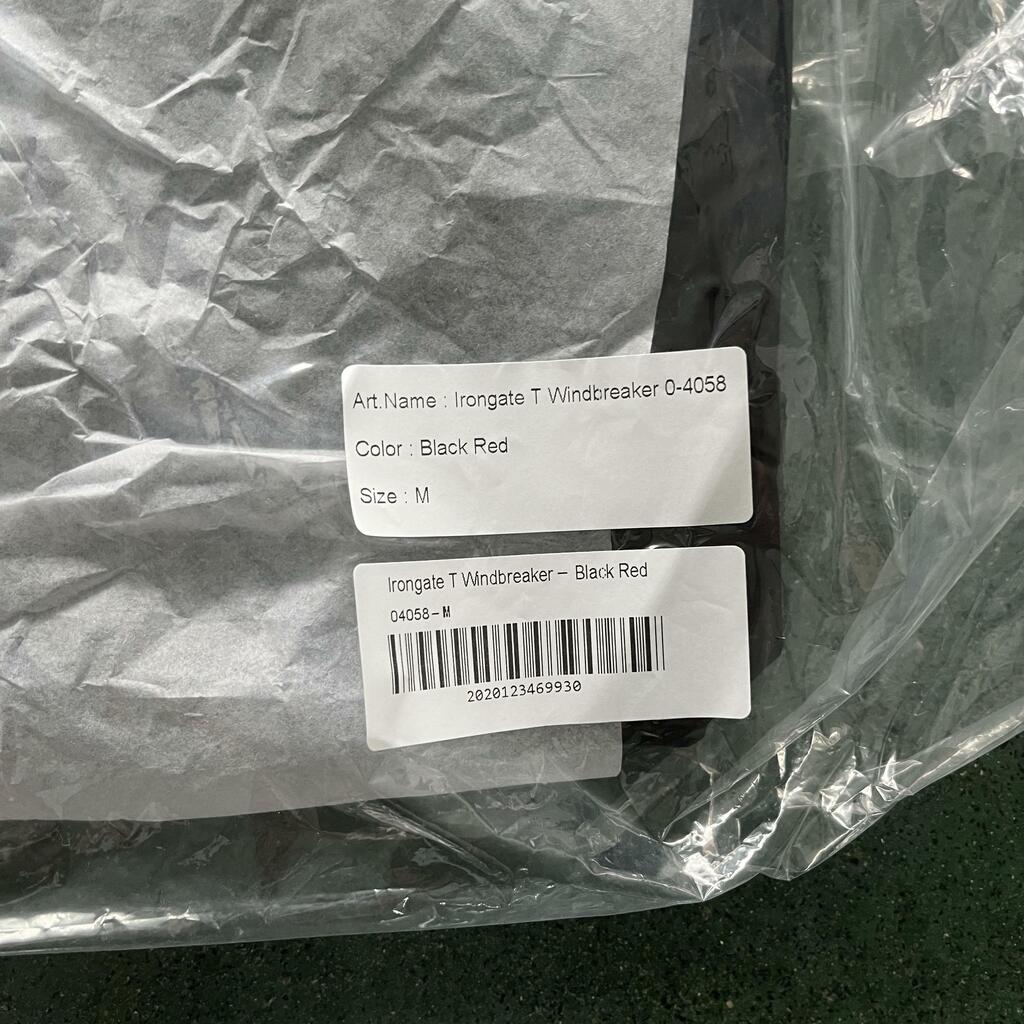 Art.Name : Irongate T Windbreaker 0-4058
Color : Black Red
Size : M
Irongate T Windbreaker – Black Red
04058-M
2020123469930